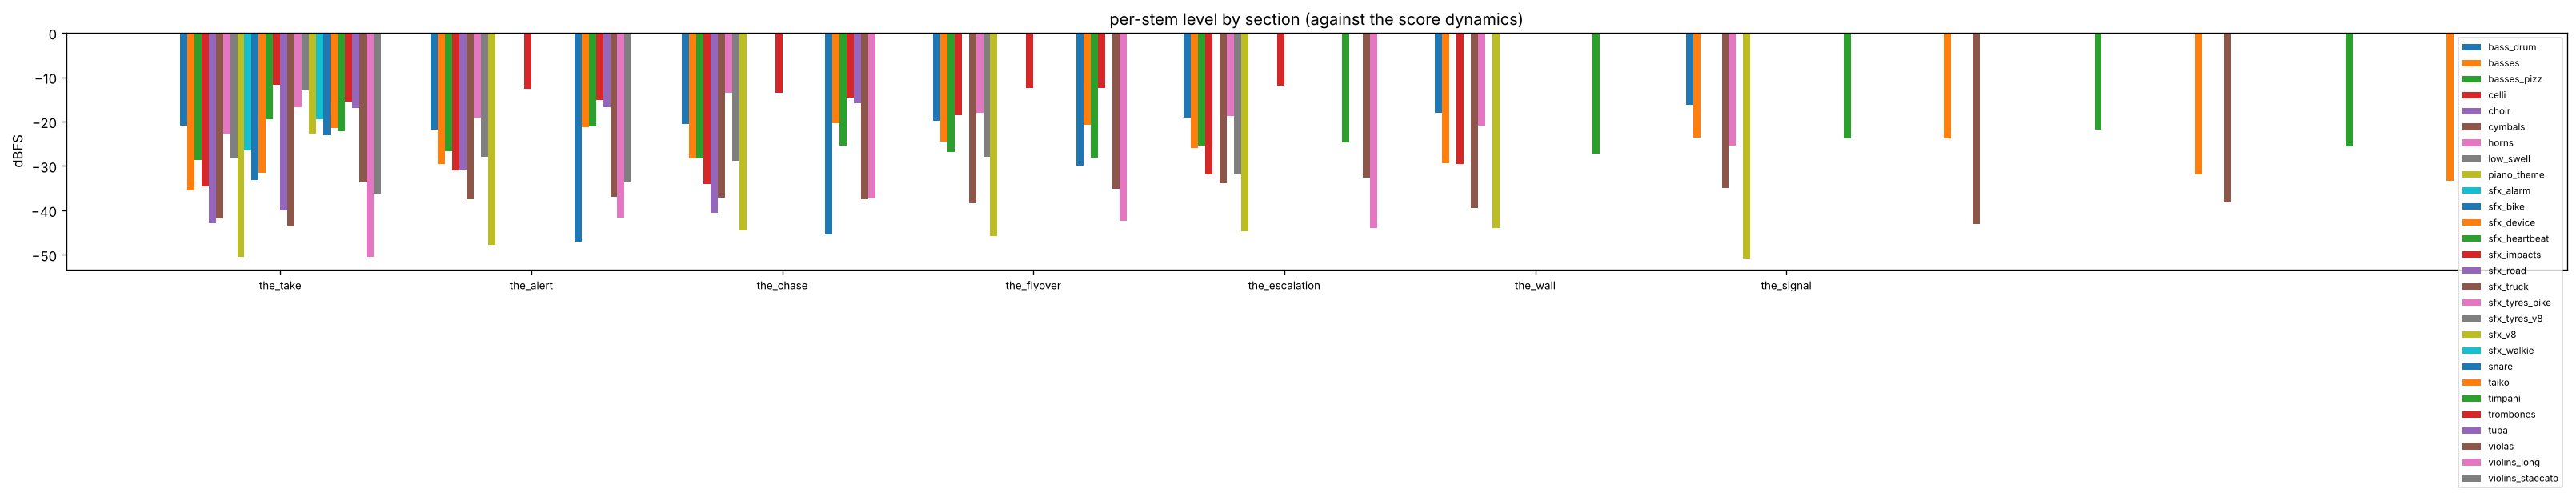 per-stem level by section (against the score dynamics)
dBFS
0
−10
−20
−30
−40
−50
the_take
the_alert
the_chase
the_flyover
the_escalation
the_wall
the_signal
bass_drum
basses
basses_pizz
celli
choir
cymbals
horns
low_swell
piano_theme
sfx_alarm
sfx_bike
sfx_device
sfx_heartbeat
sfx_impacts
sfx_road
sfx_truck
sfx_tyres_bike
sfx_tyres_v8
sfx_v8
sfx_walkie
snare
taiko
timpani
trombones
tuba
violas
violins_long
violins_staccato